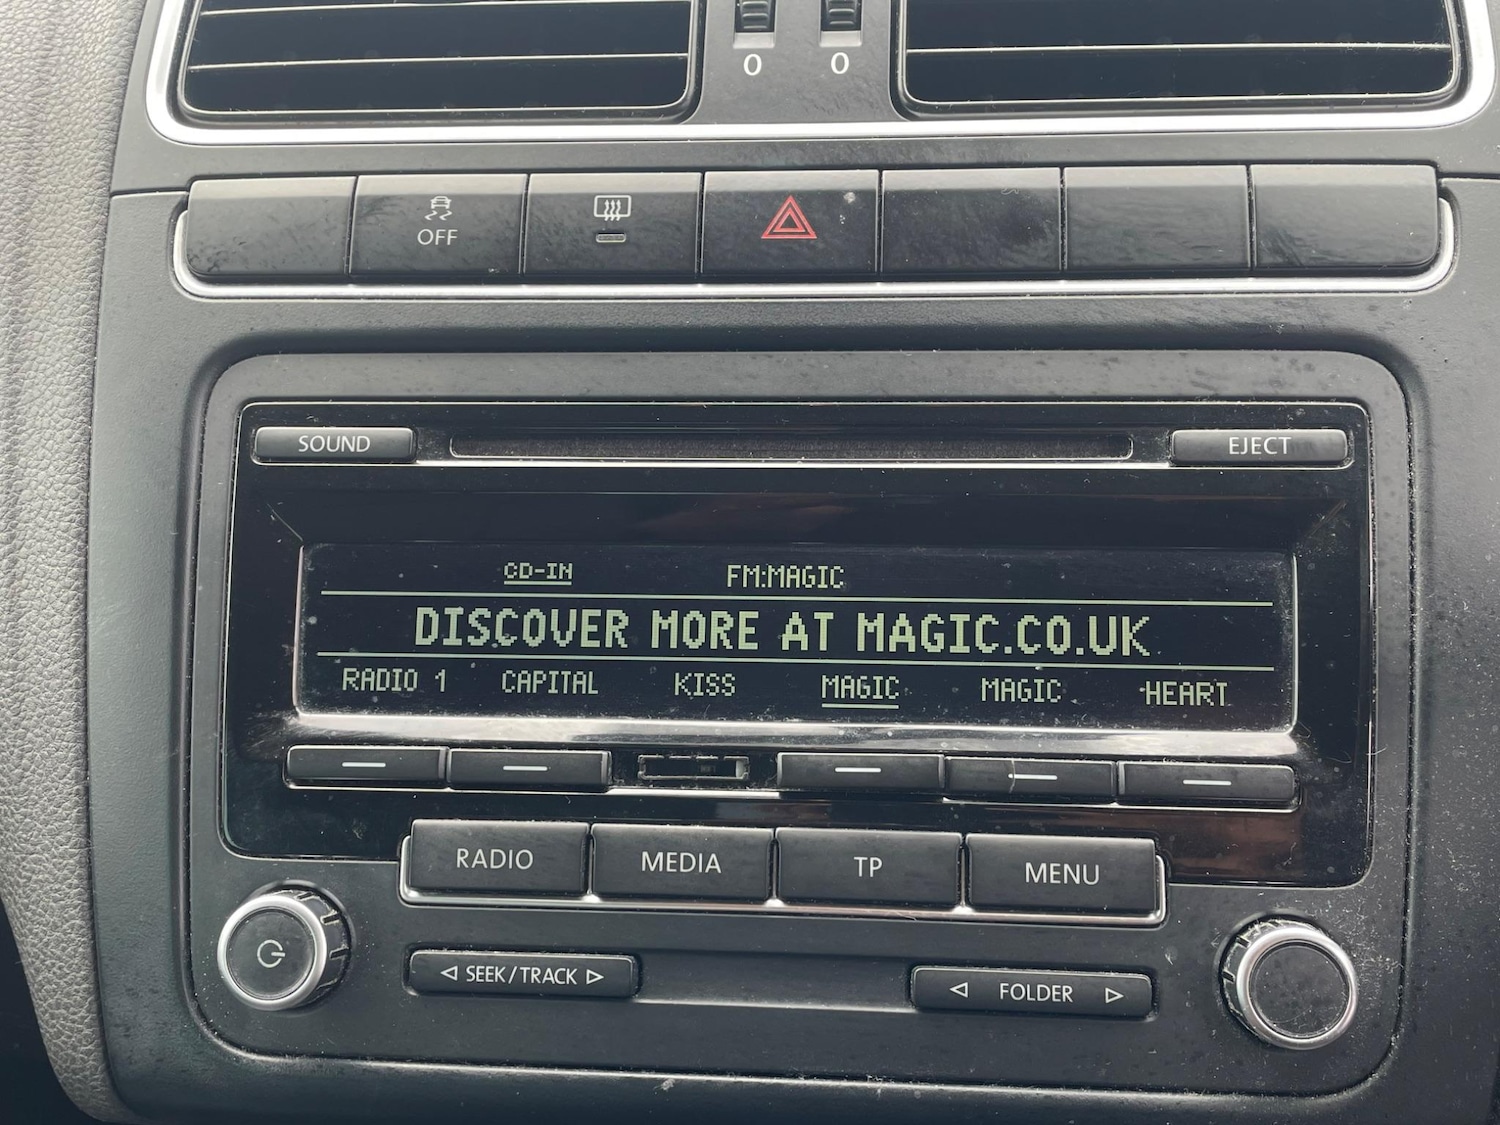 0 0
OFF
SOUND EJECT
CD-IN FM:MAGIC
DISCOVER MORE AT MAGIC.CO.UK
RADIO 1 CAPITAL KISS MAGIC MAGIC HEART
RADIO MEDIA TP MENU
SEEK/TRACK FOLDER